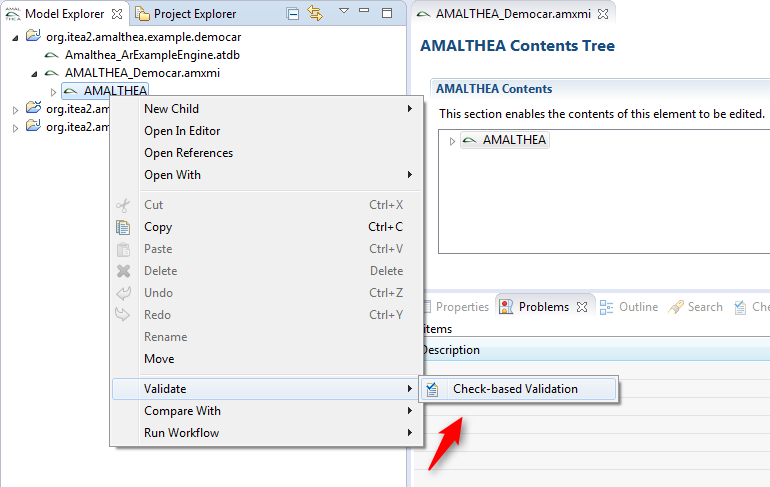 Model Explorer
Project Explorer
org.itea2.amalthea.example.democar
Amalthea_ArExampleEngine.atdb
AMALTHEA_Democar.amxmi
AMALTHEA
org.itea2.am
org.itea2.am
New Child
Open In Editor
Open References
Open With
Cut Ctrl+X
Copy Ctrl+C
Paste Ctrl+V
Delete Delete
Undo Ctrl+Z
Redo Ctrl+Y
Rename
Move
Validate
Compare With
Run Workflow
Check-based Validation
AMALTHEA_Democar.amxmi
AMALTHEA Contents Tree
AMALTHEA Contents
This section enables the contents of this element to be edited.
AMALTHEA
Properties Problems Outline Search Che
items
Description